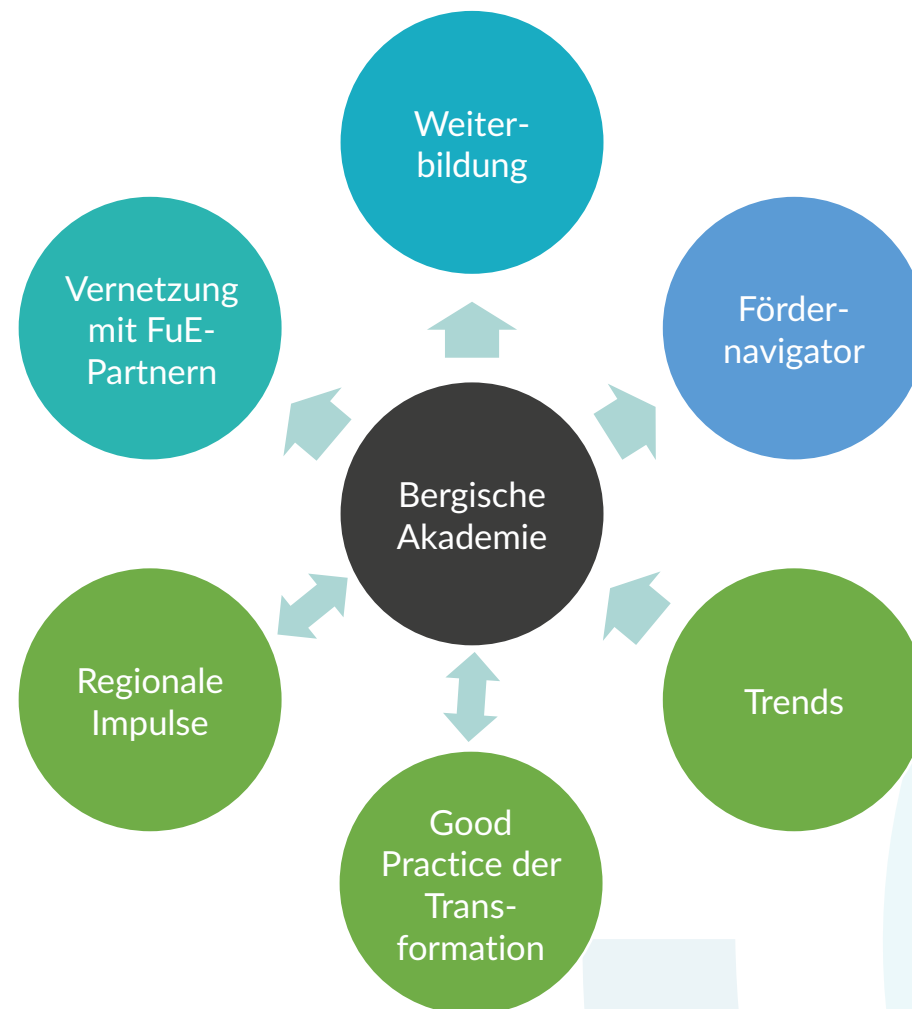 Weiter-
bildung
Vernetzung
mit FuE-
Partnern
Förder-
navigator
Bergische
Akademie
Regionale
Impulse
Trends
Good
Practice der
Trans-
formation